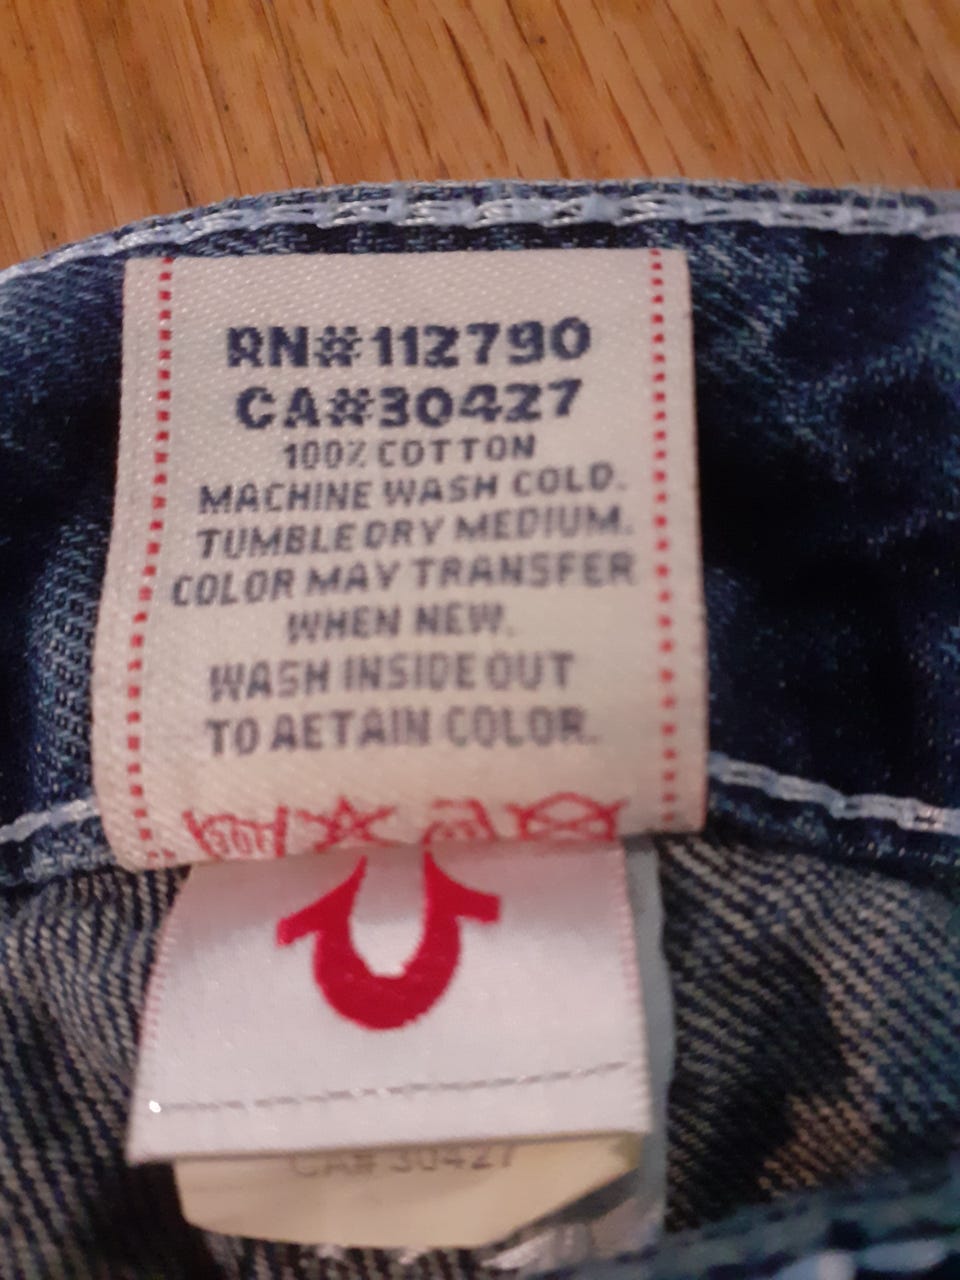 RN#112790
CA#30427
100% COTTON
MACHINE WASH COLD.
TUMBLE DRY MEDIUM.
COLOR MAY TRANSFER
WHEN NEW.
WASH INSIDE OUT
TO AETAIN COLOR.
30°
CA# 30427